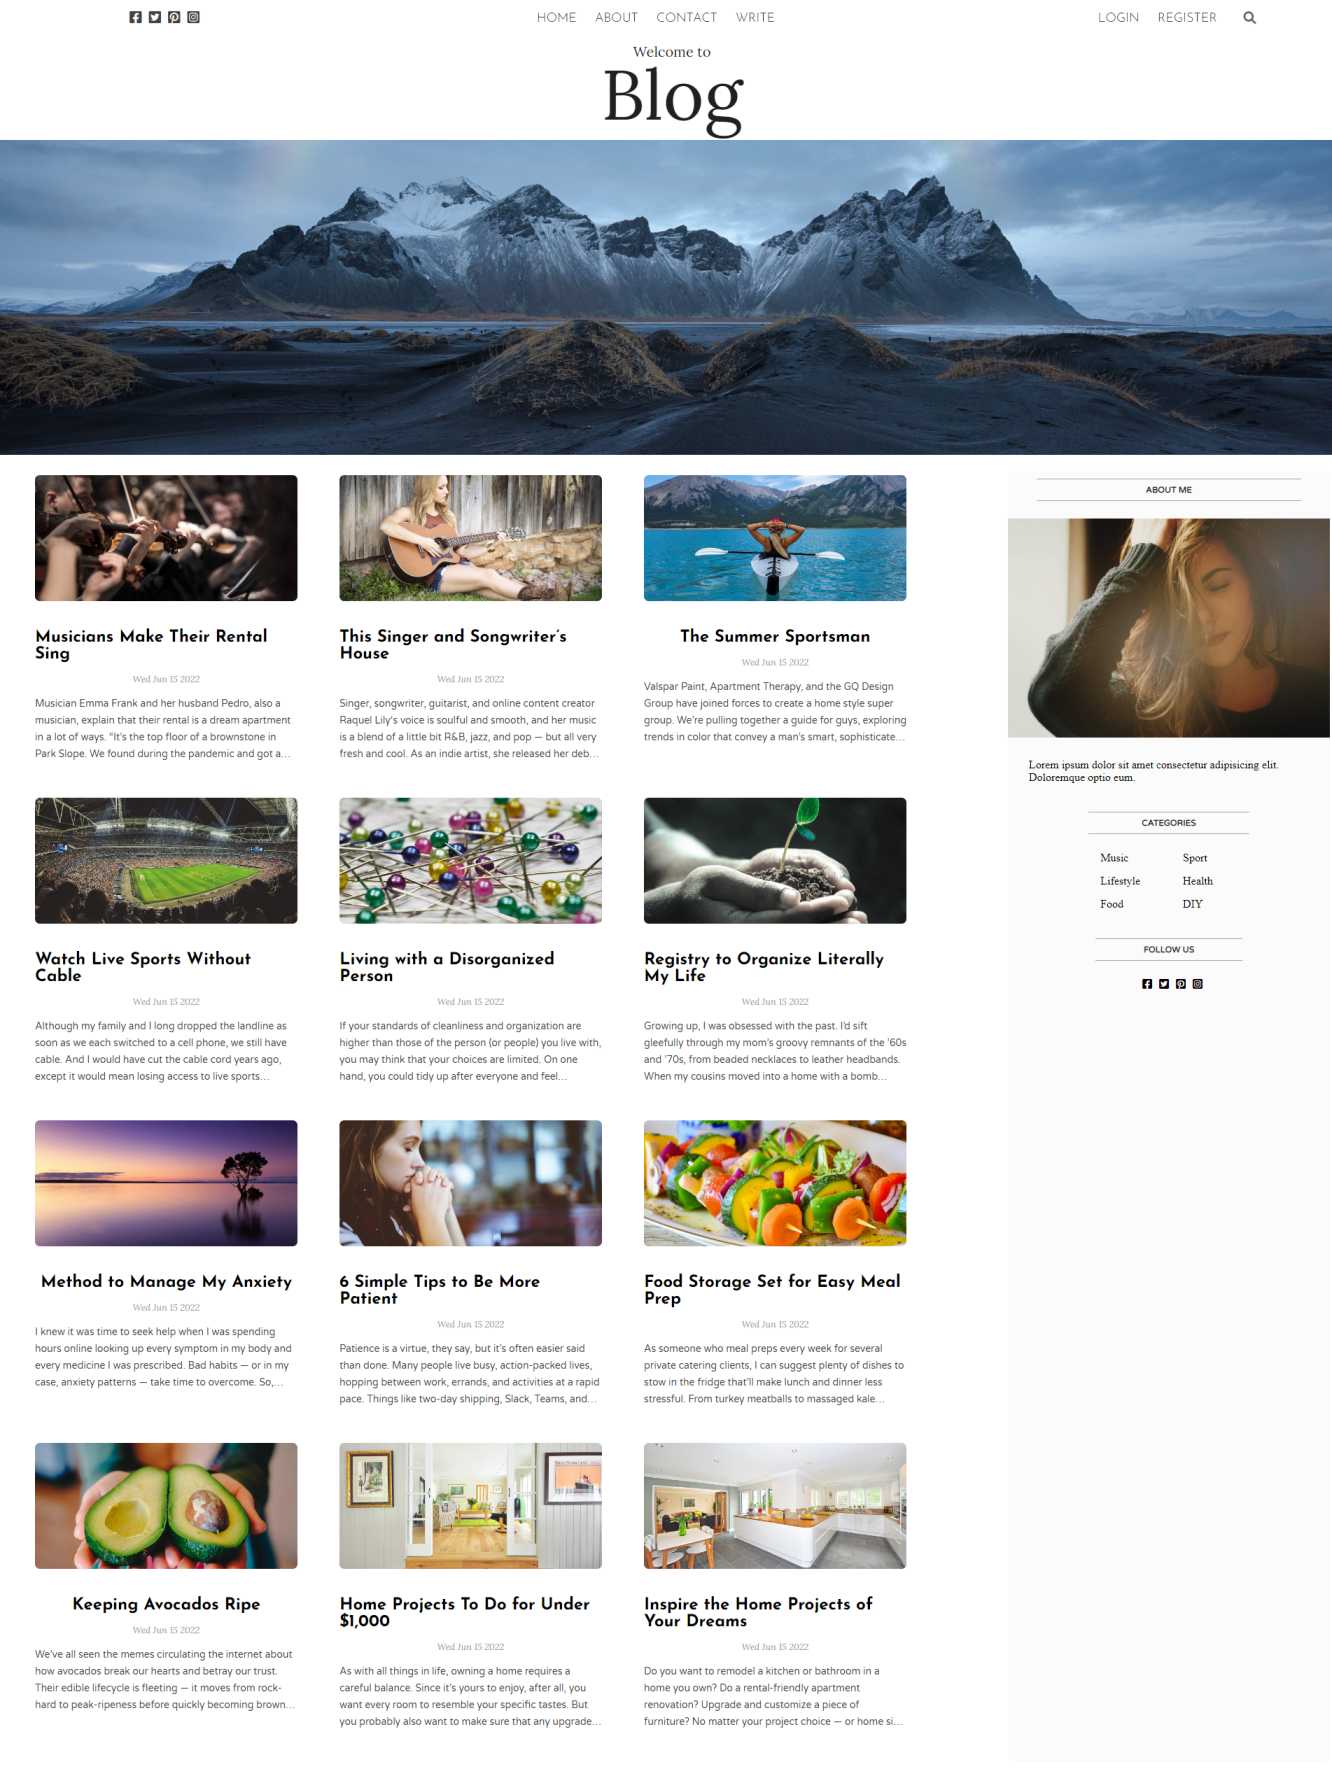 HOME ABOUT CONTACT WRITE
LOGIN REGISTER
Welcome to
Blog
Musicians Make Their Rental
Sing
Wed Jun 15 2022
Musician Emma Frank and her husband Pedro, also a
musician, explain that their rental is a dream apartment
in a lot of ways. "It's the top floor of a brownstone in
Park Slope. We found during the pandemic and got a...
This Singer and Songwriter's
House
Wed Jun 15 2022
Singer, songwriter, guitarist, and online content creator
Raquel Lily's voice is soulful and smooth, and her music
is a blend of a little bit R&B, jazz, and pop — but all very
fresh and cool. As an indie artist, she released her deb...
The Summer Sportsman
Wed Jun 15 2022
Valspar Paint, Apartment Therapy, and the GQ Design
Group have joined forces to create a home style super
group. We're pulling together a guide for guys, exploring
trends in color that convey a man's smart, sophisticate...
Watch Live Sports Without
Cable
Wed Jun 15 2022
Although my family and I long dropped the landline as
soon as we each switched to a cell phone, we still have
cable. And I would have cut the cable cord years ago,
except it would mean losing access to live sports...
Living with a Disorganized
Person
Wed Jun 15 2022
If your standards of cleanliness and organization are
higher than those of the person (or people) you live with,
you may think that your choices are limited. On one
hand, you could tidy up after everyone and feel...
Registry to Organize Literally
My Life
Wed Jun 15 2022
Growing up, I was obsessed with the past. I'd sift
gleefully through my mom's groovy remnants of the '60s
and '70s, from beaded necklaces to leather headbands.
When my cousins moved into a home with a bomb...
Method to Manage My Anxiety
Wed Jun 15 2022
I knew it was time to seek help when I was spending
hours online looking up every symptom in my body and
every medicine I was prescribed. Bad habits — or in my
case, anxiety patterns — take time to overcome. So,...
6 Simple Tips to Be More
Patient
Wed Jun 15 2022
Patience is a virtue, they say, but it's often easier said
than done. Many people live busy, action-packed lives,
hopping between work, errands, and activities at a rapid
pace. Things like two-day shipping, Slack, Teams, and...
Food Storage Set for Easy Meal
Prep
Wed Jun 15 2022
As someone who meal preps every week for several
private catering clients, I can suggest plenty of dishes to
stow in the fridge that'll make lunch and dinner less
stressful. From turkey meatballs to massaged kale...
Keeping Avocados Ripe
Wed Jun 15 2022
We've all seen the memes circulating the internet about
how avocados break our hearts and betray our trust.
Their edible lifecycle is fleeting — it moves from rock-
hard to peak-ripeness before quickly becoming brown...
Home Projects To Do for Under
$1,000
Wed Jun 15 2022
As with all things in life, owning a home requires a
careful balance. Since it's yours to enjoy, after all, you
want every room to resemble your specific tastes. But
you probably also want to make sure that any upgrade...
Inspire the Home Projects of
Your Dreams
Wed Jun 15 2022
Do you want to remodel a kitchen or bathroom in a
home you own? Do a rental-friendly apartment
renovation? Upgrade and customize a piece of
furniture? No matter your project choice — or home si...
ABOUT ME
Lorem ipsum dolor sit amet consectetur adipisicing elit.
Doloremque optio eum.
CATEGORIES
Music Sport
Lifestyle Health
Food DIY
FOLLOW US